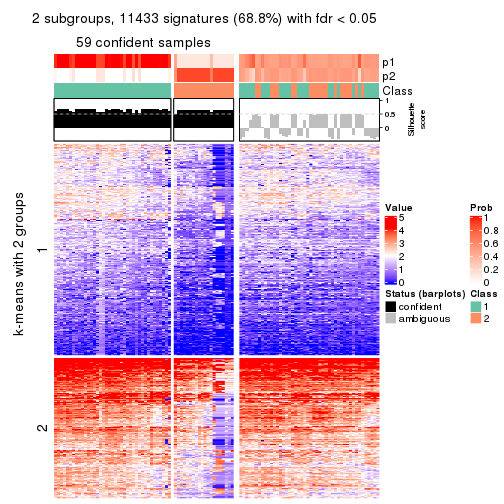 2 subgroups, 11433 signatures (68.8%) with fdr < 0.05
59 confident samples
p1
p2
Class
1
0.5
0
Silhouette
score
k-means with 2 groups
1
2
Value
5
4
3
2
1
0
Prob
1
0.8
0.6
0.4
0.2
0
Status (barplots)
confident
ambiguous
Class
1
2